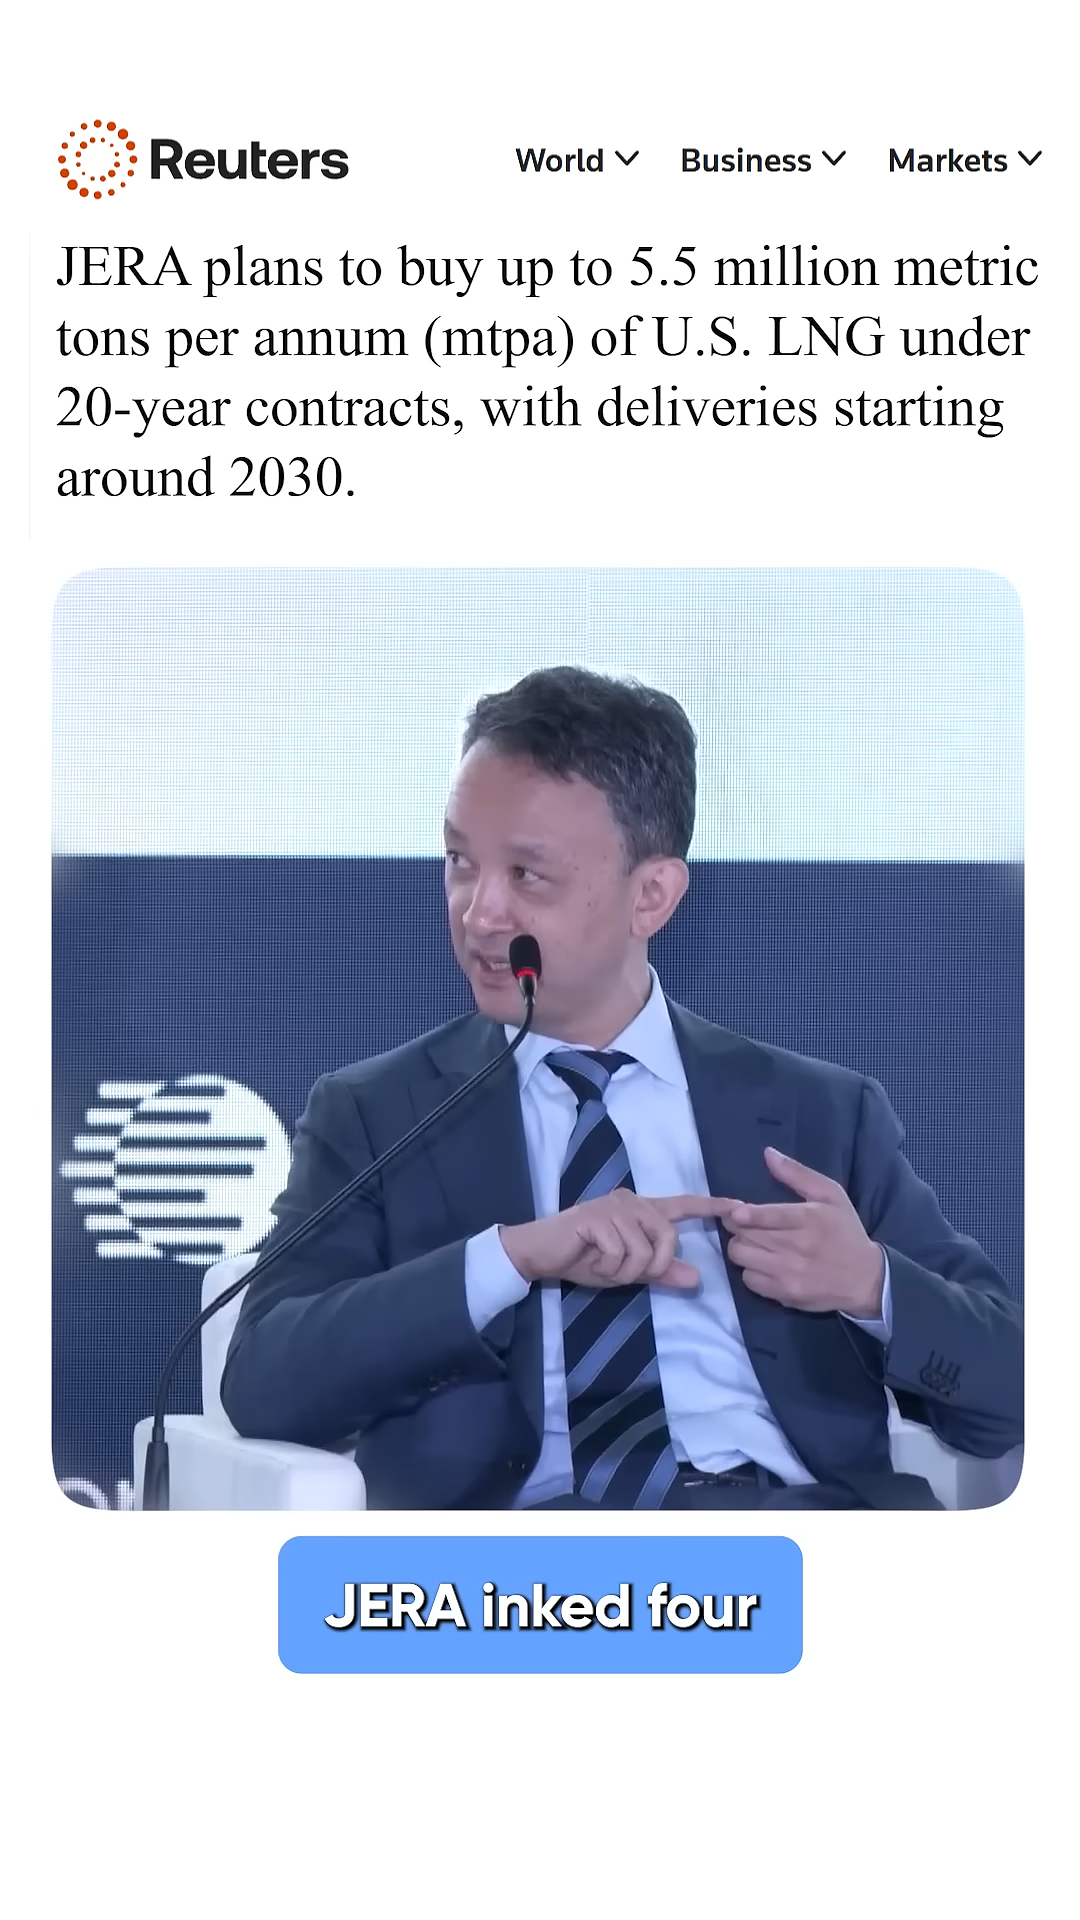 Reuters
World
Business
Markets
JERA plans to buy up to 5.5 million metric
tons per annum (mtpa) of U.S. LNG under
20-year contracts, with deliveries starting
around 2030.
JERA inked four